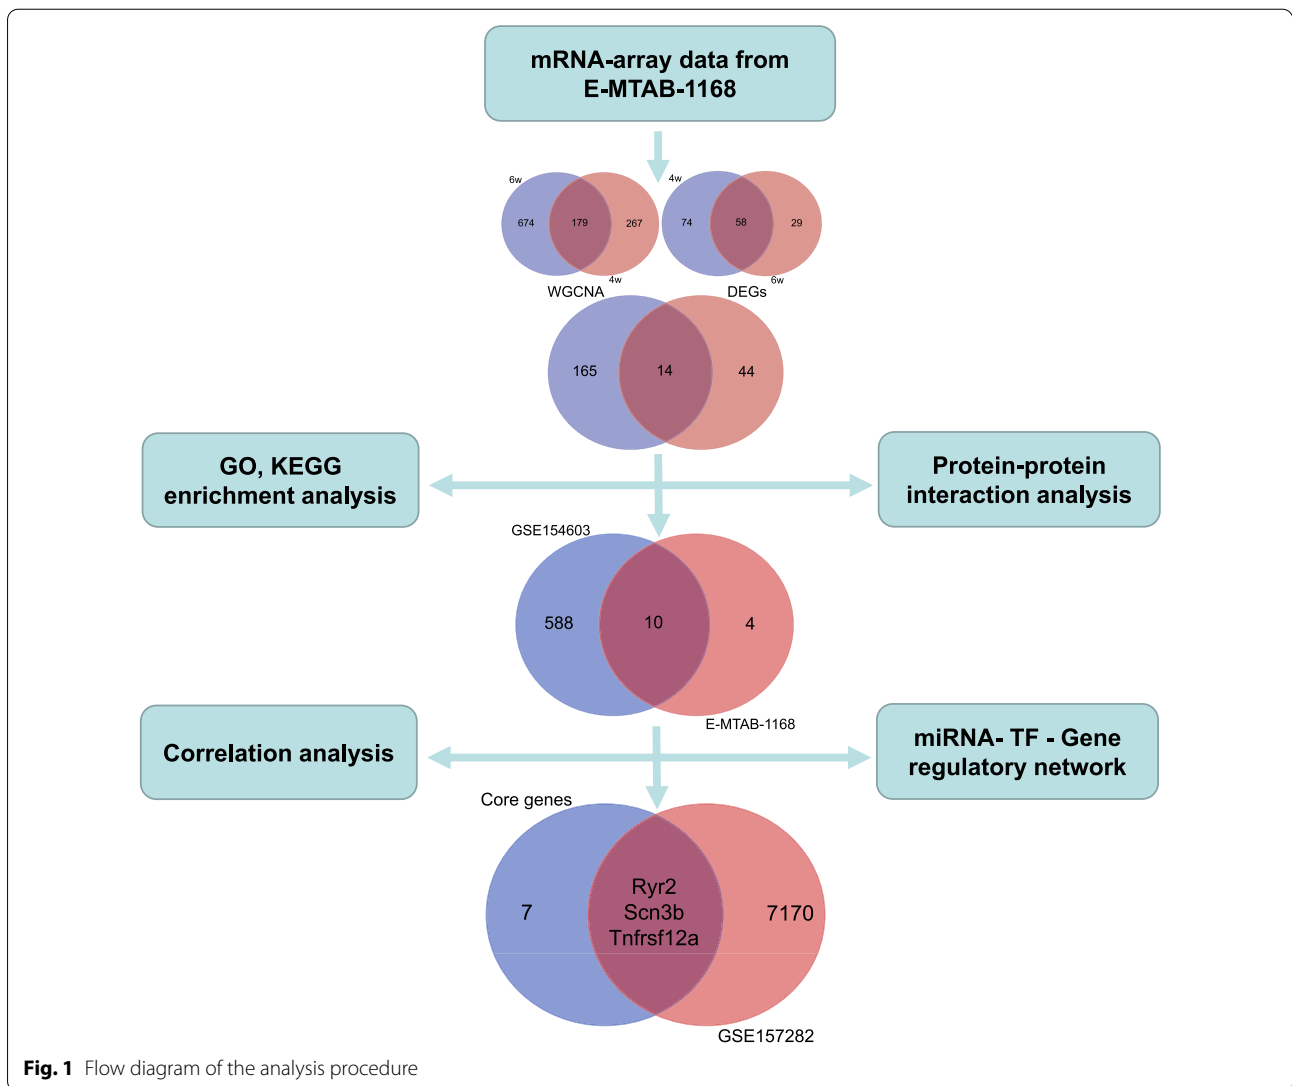 mRNA-array data from
E-MTAB-1168
6w
674
179
267
4w
WGCNA
4w
74
58
29
6w
DEGs
165
14
44
GO, KEGG
enrichment analysis
Protein-protein
interaction analysis
GSE154603
588
10
4
E-MTAB-1168
Correlation analysis
miRNA- TF - Gene
regulatory network
Core genes
7
Ryr2
Scn3b
Tnfrsf12a
7170
GSE157282
Fig. 1 Flow diagram of the analysis procedure